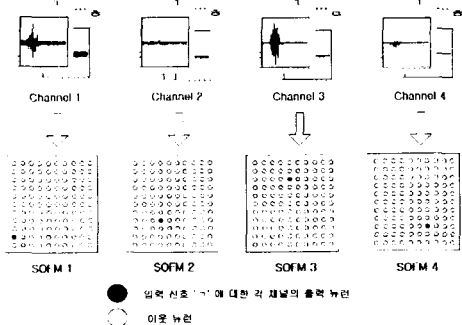 Channel 1
Channel 2
Channel 3
Channel 4
SOFM 1
SOFM 2
SOFM 3
SOFM 4
입력 신호 'ㄱ' 에 대한 각 채널의 출력 뉴런
이웃 뉴런